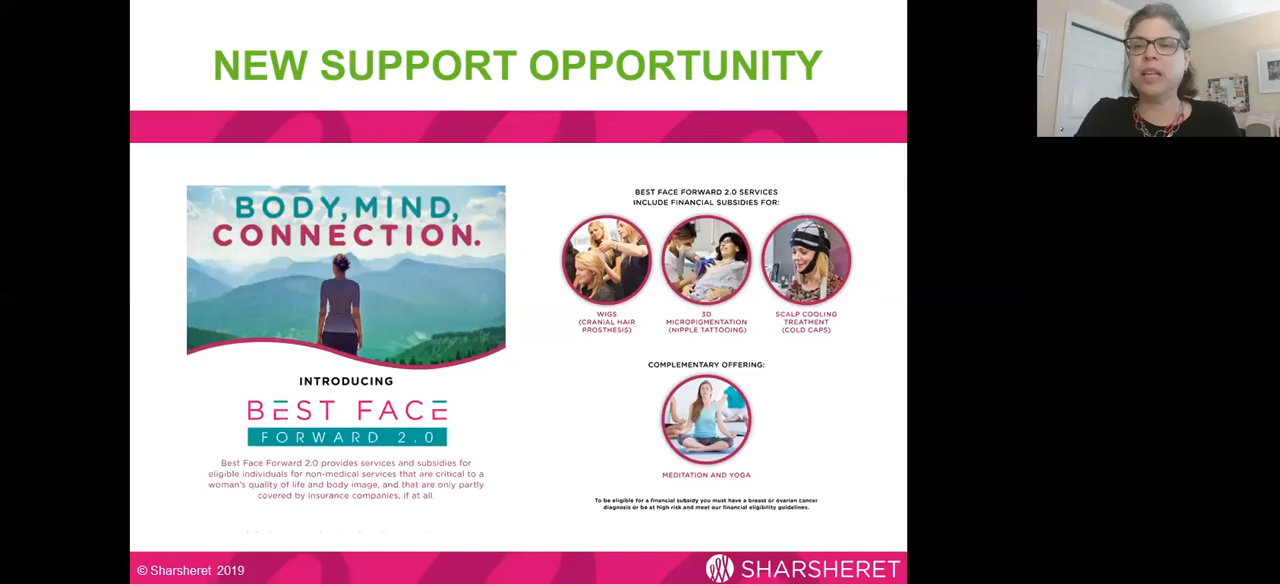 NEW SUPPORT OPPORTUNITY
BODY, MIND,
CONNECTION.
INTRODUCING
BEST FACE
FORWARD 2.0
Best Face Forward 2.0 provides services and subsidies for
eligible individuals for non-medical services that are critical to a
woman's quality of life and body image, and that are only partly
covered by insurance companies, if at all.
BEST FACE FORWARD 2.0 SERVICES
INCLUDE FINANCIAL SUBSIDIES FOR:
WIGS
(CRANIAL HAIR
PROSTHESIS)
3D
MICROPIGMENTATION
(NIPPLE TATTOOING)
SCALP COOLING
TREATMENT
(COLD CAPS)
COMPLEMENTARY OFFERING:
MEDITATION AND YOGA
To be eligible for a financial subsidy you must have a breast or ovarian cancer
diagnosis or be at high risk and meet our financial eligibility guidelines.
© Sharsheret 2019
SHARSHERET